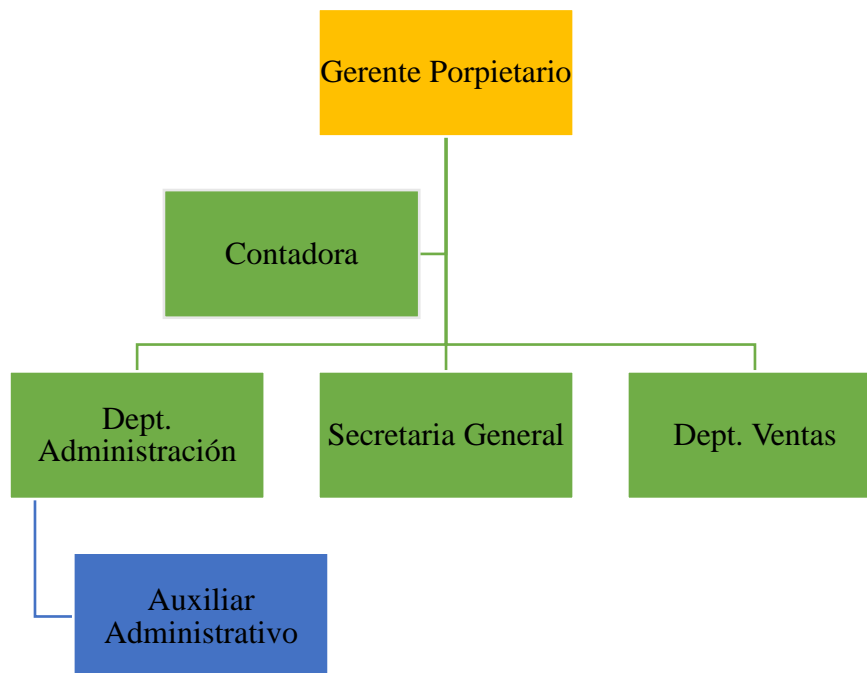 Gerente Porpietario
Contadora
Dept.
Administración
Secretaria General
Dept. Ventas
Auxiliar
Administrativo